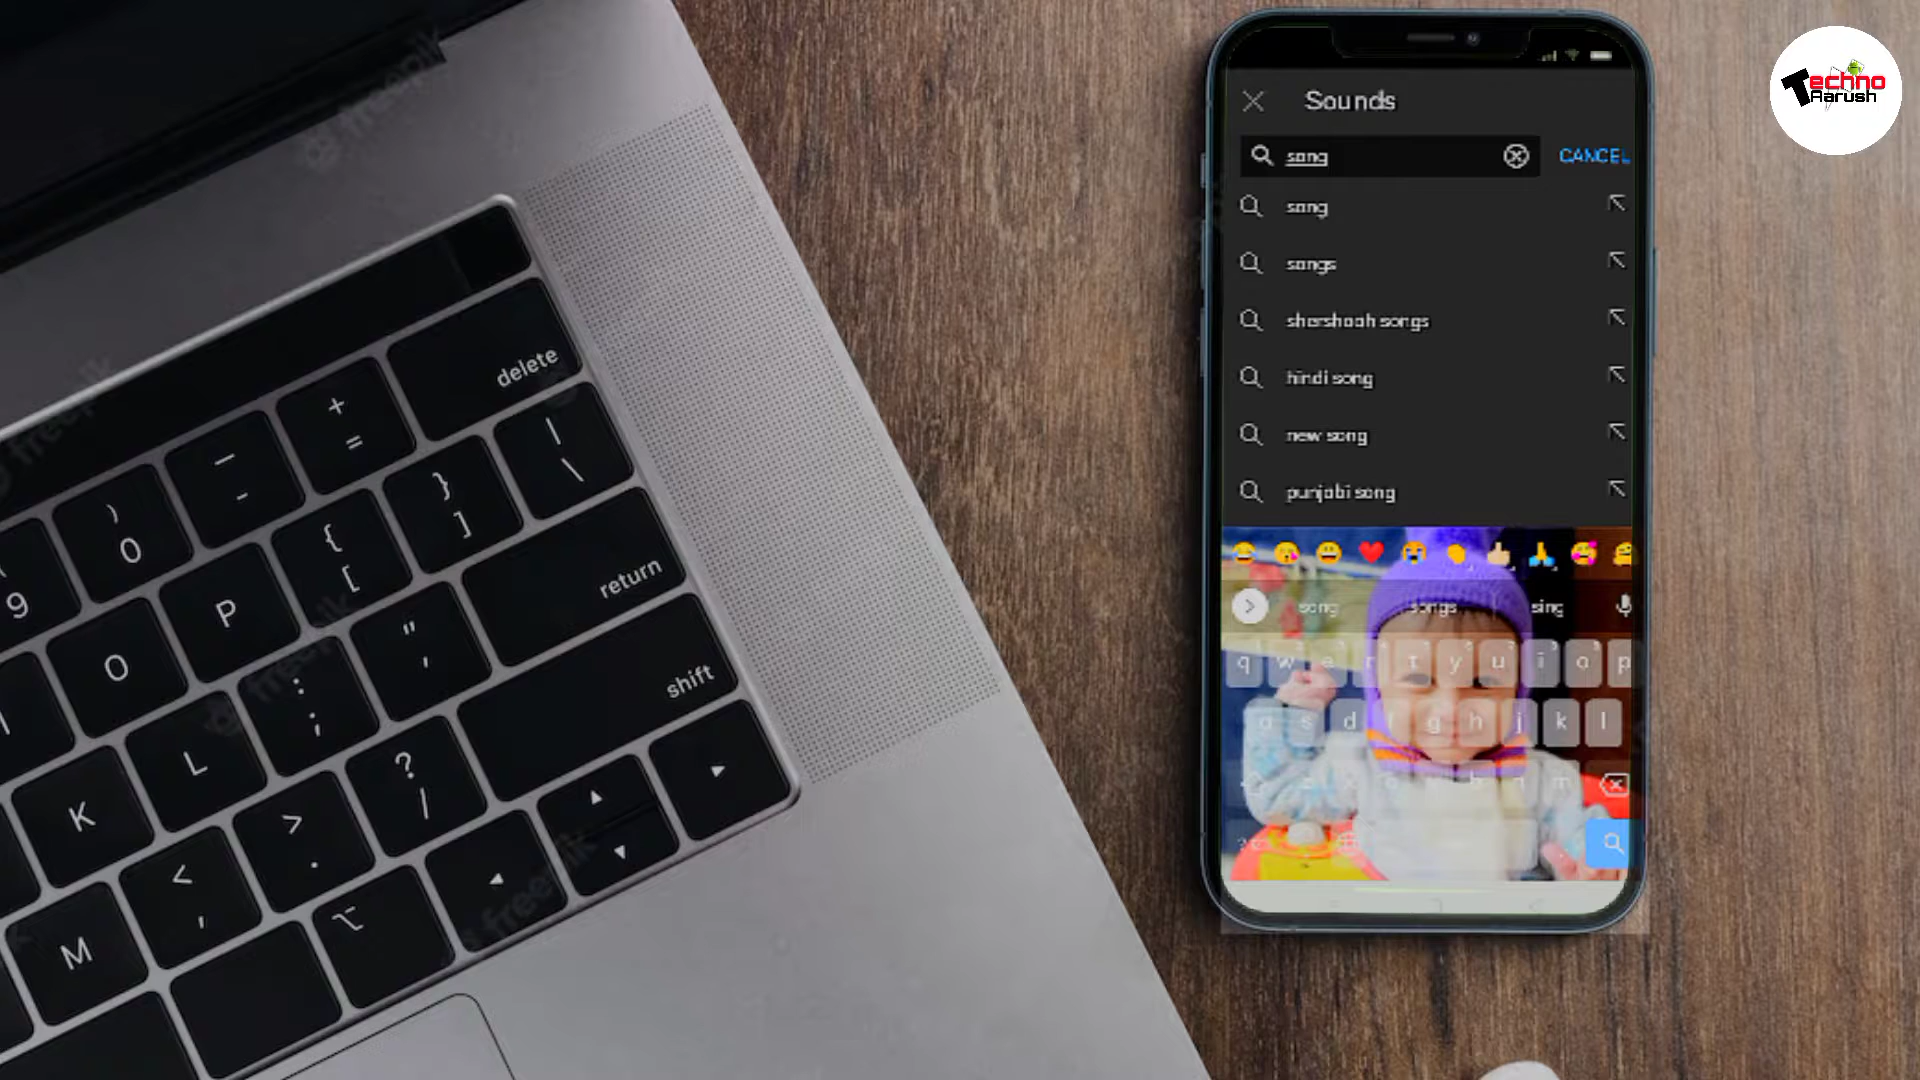 Techno
Aarush
Sounds
song
CANCEL
song
songs
shershaah songs
hindi song
new song
punjabi song
song songs sing
q w e r t y u i o p
a s d f g h j k l
delete
+
=
—
-
)
0
9
|
\
}
]
{
[
P
O
return
"
'
:
;
L
K
shift
?
/
>
.
<
,
M
freepik